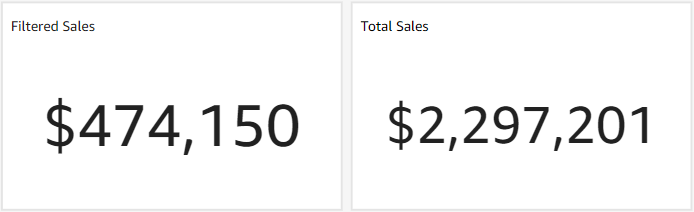 Filtered Sales
$474,150
Total Sales
$2,297,201